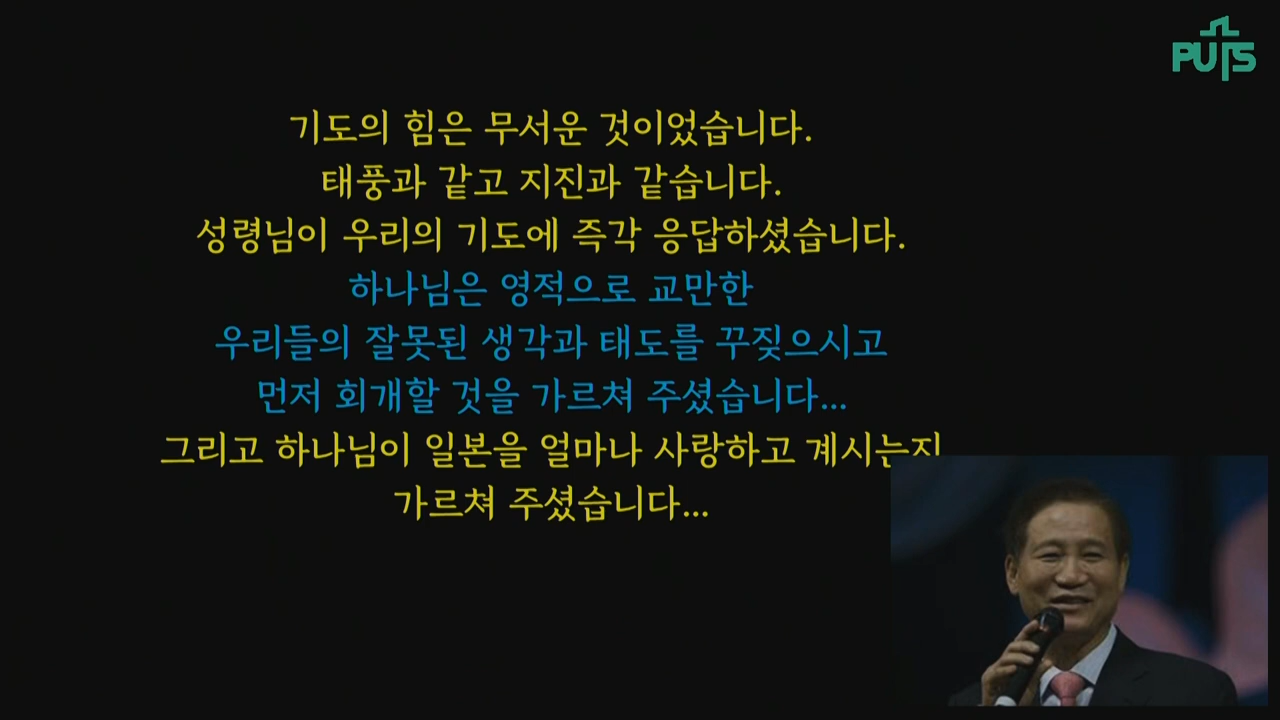 PUTS
기도의 힘은 무서운 것이었습니다.
태풍과 같고 지진과 같습니다.
성령님이 우리의 기도에 즉각 응답하셨습니다.
하나님은 영적으로 교만한
우리들의 잘못된 생각과 태도를 꾸짖으시고
먼저 회개할 것을 가르쳐 주셨습니다...
그리고 하나님이 일본을 얼마나 사랑하고 계시는지
가르쳐 주셨습니다...